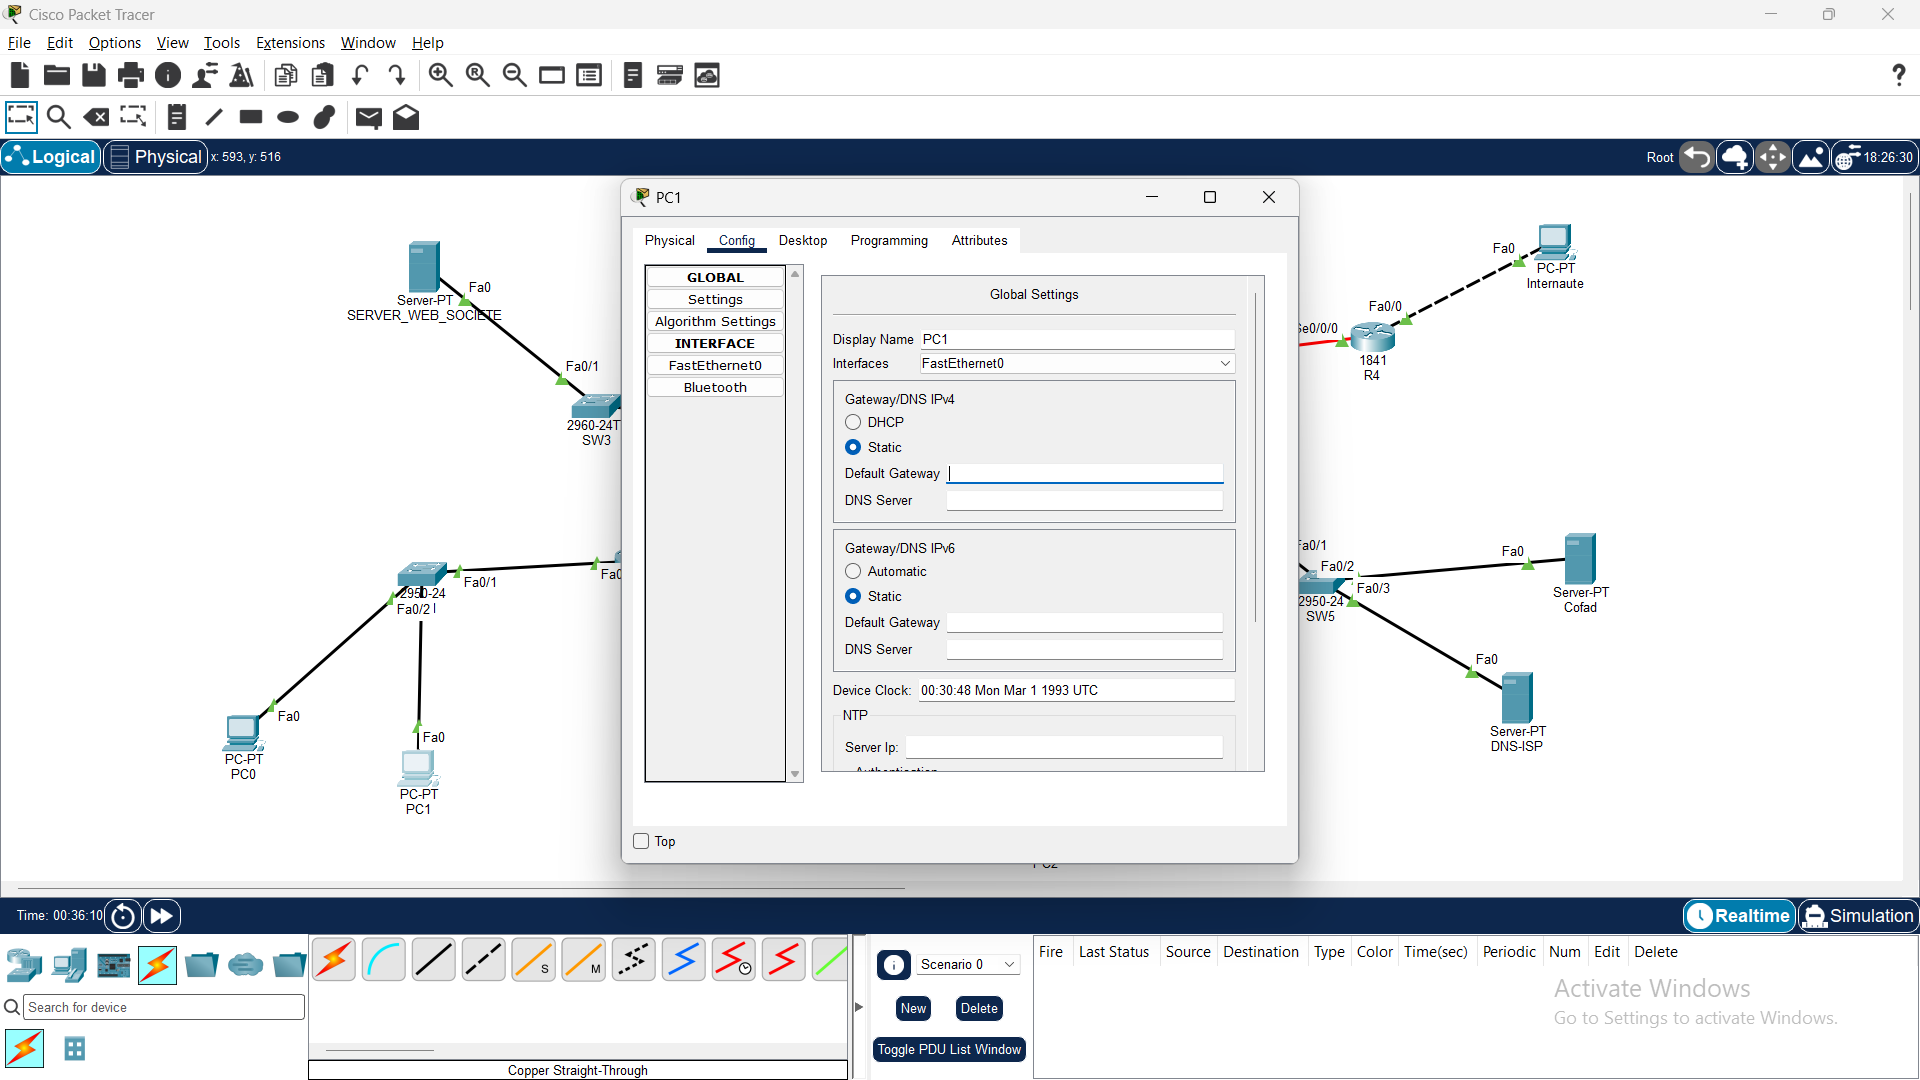 Cisco Packet Tracer
File Edit Options View Tools Extensions Window Help
Logical Physical x: 593, y: 516 Root 18:26:30
PC1
Physical Config Desktop Programming Attributes
GLOBAL
Settings
Algorithm Settings
INTERFACE
FastEthernet0
Bluetooth
Global Settings
Display Name PC1
Interfaces FastEthernet0
Gateway/DNS IPv4
DHCP
Static
Default Gateway
DNS Server
Gateway/DNS IPv6
Automatic
Static
Default Gateway
DNS Server
Device Clock: 00:30:48 Mon Mar 1 1993 UTC
NTP
Server Ip:
Authentication
Top
Fa0
Server-PT
SERVER_WEB_SOCIETE
Fa0/1
2960-24T
SW3
Fa0/1
2950-24
Fa0/2
Fa0
PC-PT
PC0
Fa0
PC-PT
PC1
Fa0
PC-PT
Internaute
Fa0/0
Se0/0/0
1841
R4
Fa0/1
Fa0/2
Fa0/3
2950-24
SW5
Fa0
Server-PT
Cofad
Fa0
Server-PT
DNS-ISP
PC2
Time: 00:36:10 Realtime Simulation
S M
Search for device
Copper Straight-Through
Scenario 0
New Delete
Toggle PDU List Window
Fire Last Status Source Destination Type Color Time(sec) Periodic Num Edit Delete
Activate Windows
Go to Settings to activate Windows.